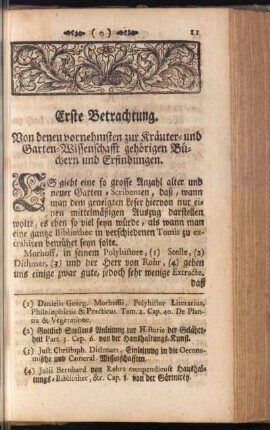 ( 9 ) 11
Erste Betrachtung.
Von denen vornehmsten zur Kräuter- und
Garten-Wissenschafft gehörigen Bü-
chern und Erfindungen.
ES giebt eine so grosse Anzahl alter und
neuer Gatten-Scribenten, daß, wann
man dem geneigten Leser hiervon nur ei-
nen mittelmäßigen Auszug darstellen
wolte, es eben so viel seyn würde, als wann man
eine gantze Bibliothec in verschiedenen Tomis zu ex-
trahiren bemühet seyn solte.
Morhoff, in seinem Polyhistore, (1) Stolle, (2)
Dithmar, (3) und der Herr von Rohr, (4) geben
uns einige zwar gute, jedoch sehr wenige Extracte,
daß
(1) Danielis Georg. Morhoffii, Polyhistor Literarius,
Philosophicus & Practicus. Tom. 2. Cap. 40. De Plan-
tis & Vegetatione.
(2) Gottlieb Stollens Anleitung zur Historie der Gelährt-
heit Part. 3. Cap. 6. von der Haußhaltungs-Kunst.
(3) Just. Christoph. Dithmars, Einleitung in die Oecono-
mische und Cameral-Wissenschafften.
(4) Julii Bernhard von Rohrs compendieuse Haußhal-
tungs-Bibliothec, &c. Cap. 8. von der Gärtnerey.